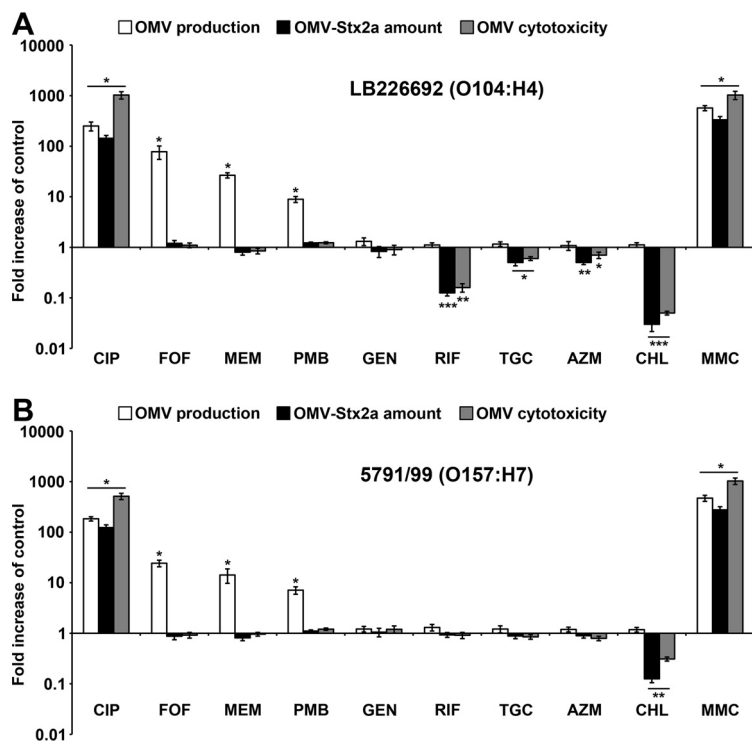 A
OMV production OMV-Stx2a amount OMV cytotoxicity
10000
1000
100
10
1
0.1
0.01
Fold increase of control
LB226692 (O104:H4)
* * * * *** ** * ** * *** *
CIP FOF MEM PMB GEN RIF TGC AZM CHL MMC
B
OMV production OMV-Stx2a amount OMV cytotoxicity
10000
1000
100
10
1
0.1
0.01
Fold increase of control
5791/99 (O157:H7)
* * * * ** *
CIP FOF MEM PMB GEN RIF TGC AZM CHL MMC